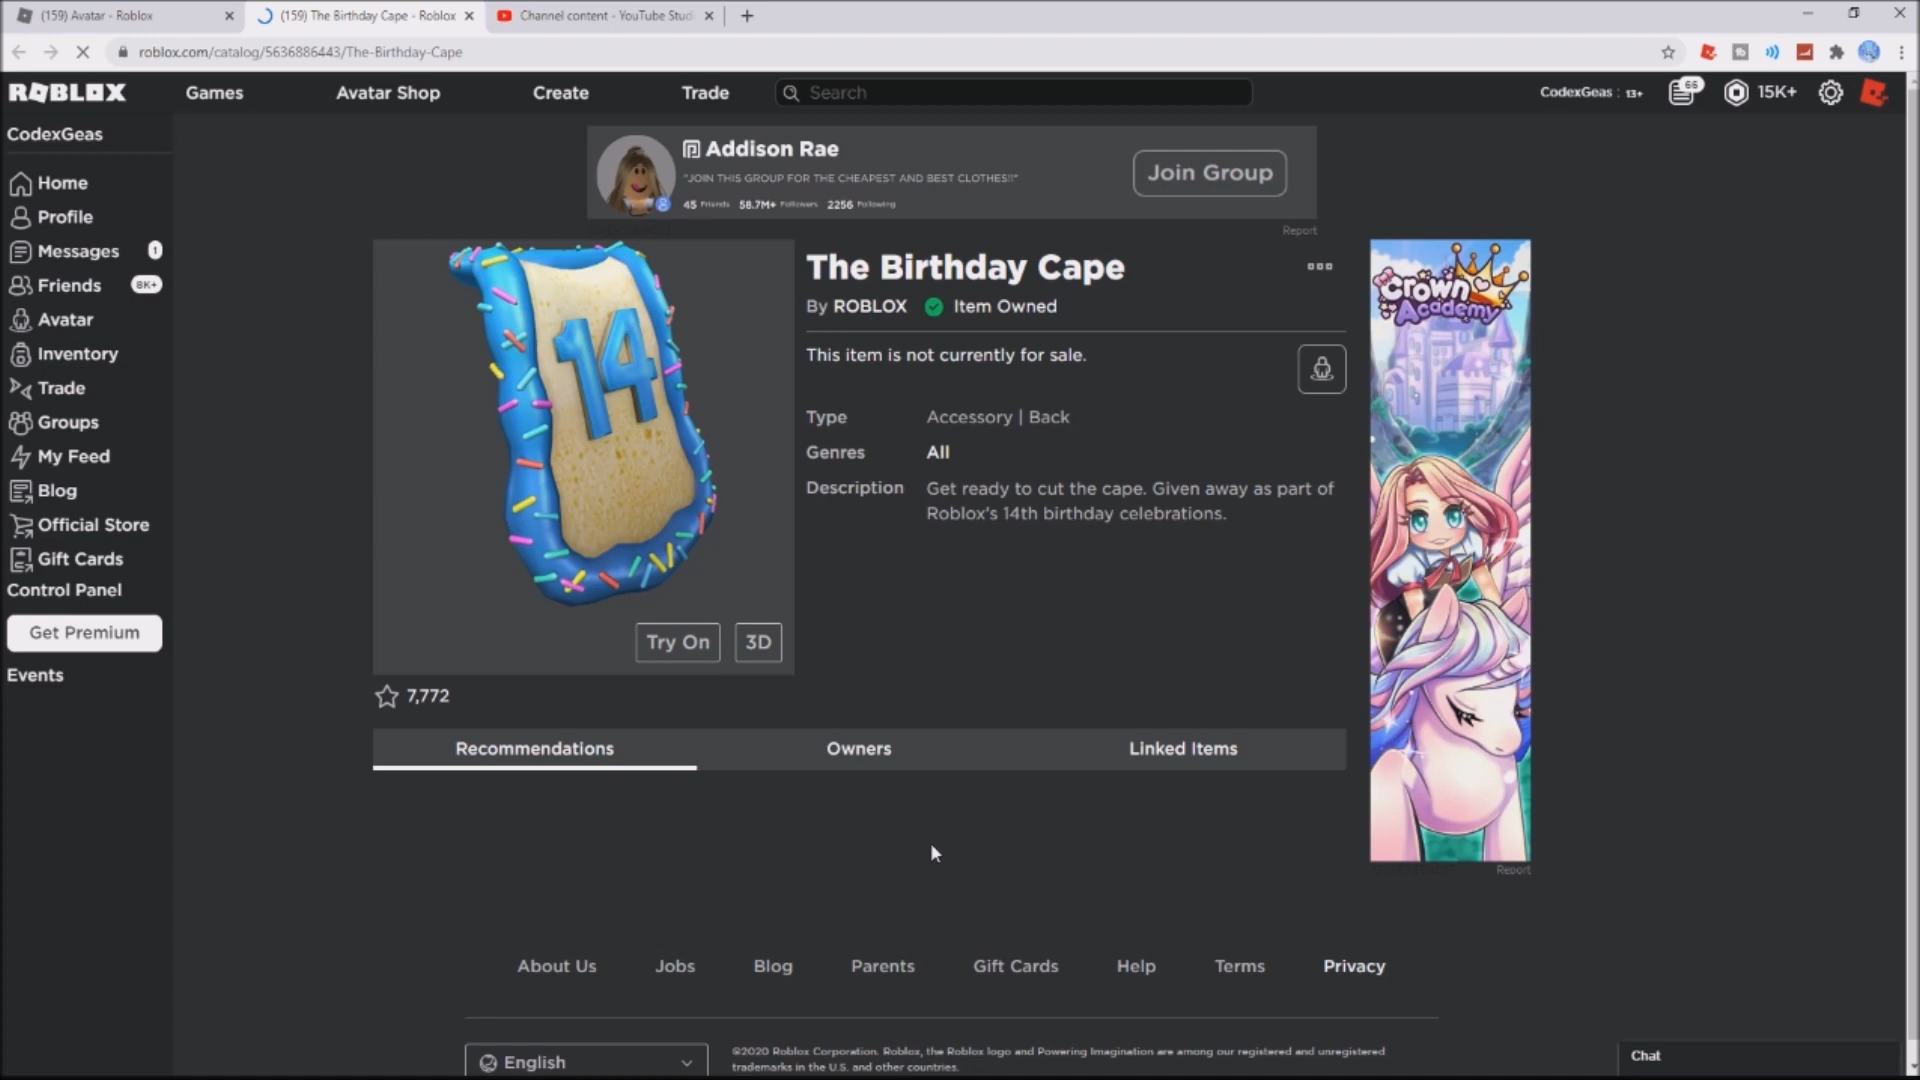 (159) Avatar - Roblox
(159) The Birthday Cape - Roblox
Channel content - YouTube Stud
roblox.com/catalog/5636886443/The-Birthday-Cape
ROBLOX
Games
Avatar Shop
Create
Trade
Search
CodexGeas : 13+
66
15K+
CodexGeas
Home
Profile
Messages
1
Friends
8K+
Avatar
Inventory
Trade
Groups
My Feed
Blog
Official Store
Gift Cards
Control Panel
Get Premium
Events
Addison Rae
"JOIN THIS GROUP FOR THE CHEAPEST AND BEST CLOTHES!!"
45 Friends 58.7M+ Followers 2256 Following
Join Group
Report
14
Try On
3D
7,772
The Birthday Cape
By ROBLOX
Item Owned
This item is not currently for sale.
Type
Accessory | Back
Genres
All
Description
Get ready to cut the cape. Given away as part of
Roblox's 14th birthday celebrations.
Crown
Academy
Report
Recommendations
Owners
Linked Items
About Us
Jobs
Blog
Parents
Gift Cards
Help
Terms
Privacy
English
©2020 Roblox Corporation. Roblox, the Roblox logo and Powering Imagination are among our registered and unregistered
trademarks in the U.S. and other countries.
Chat